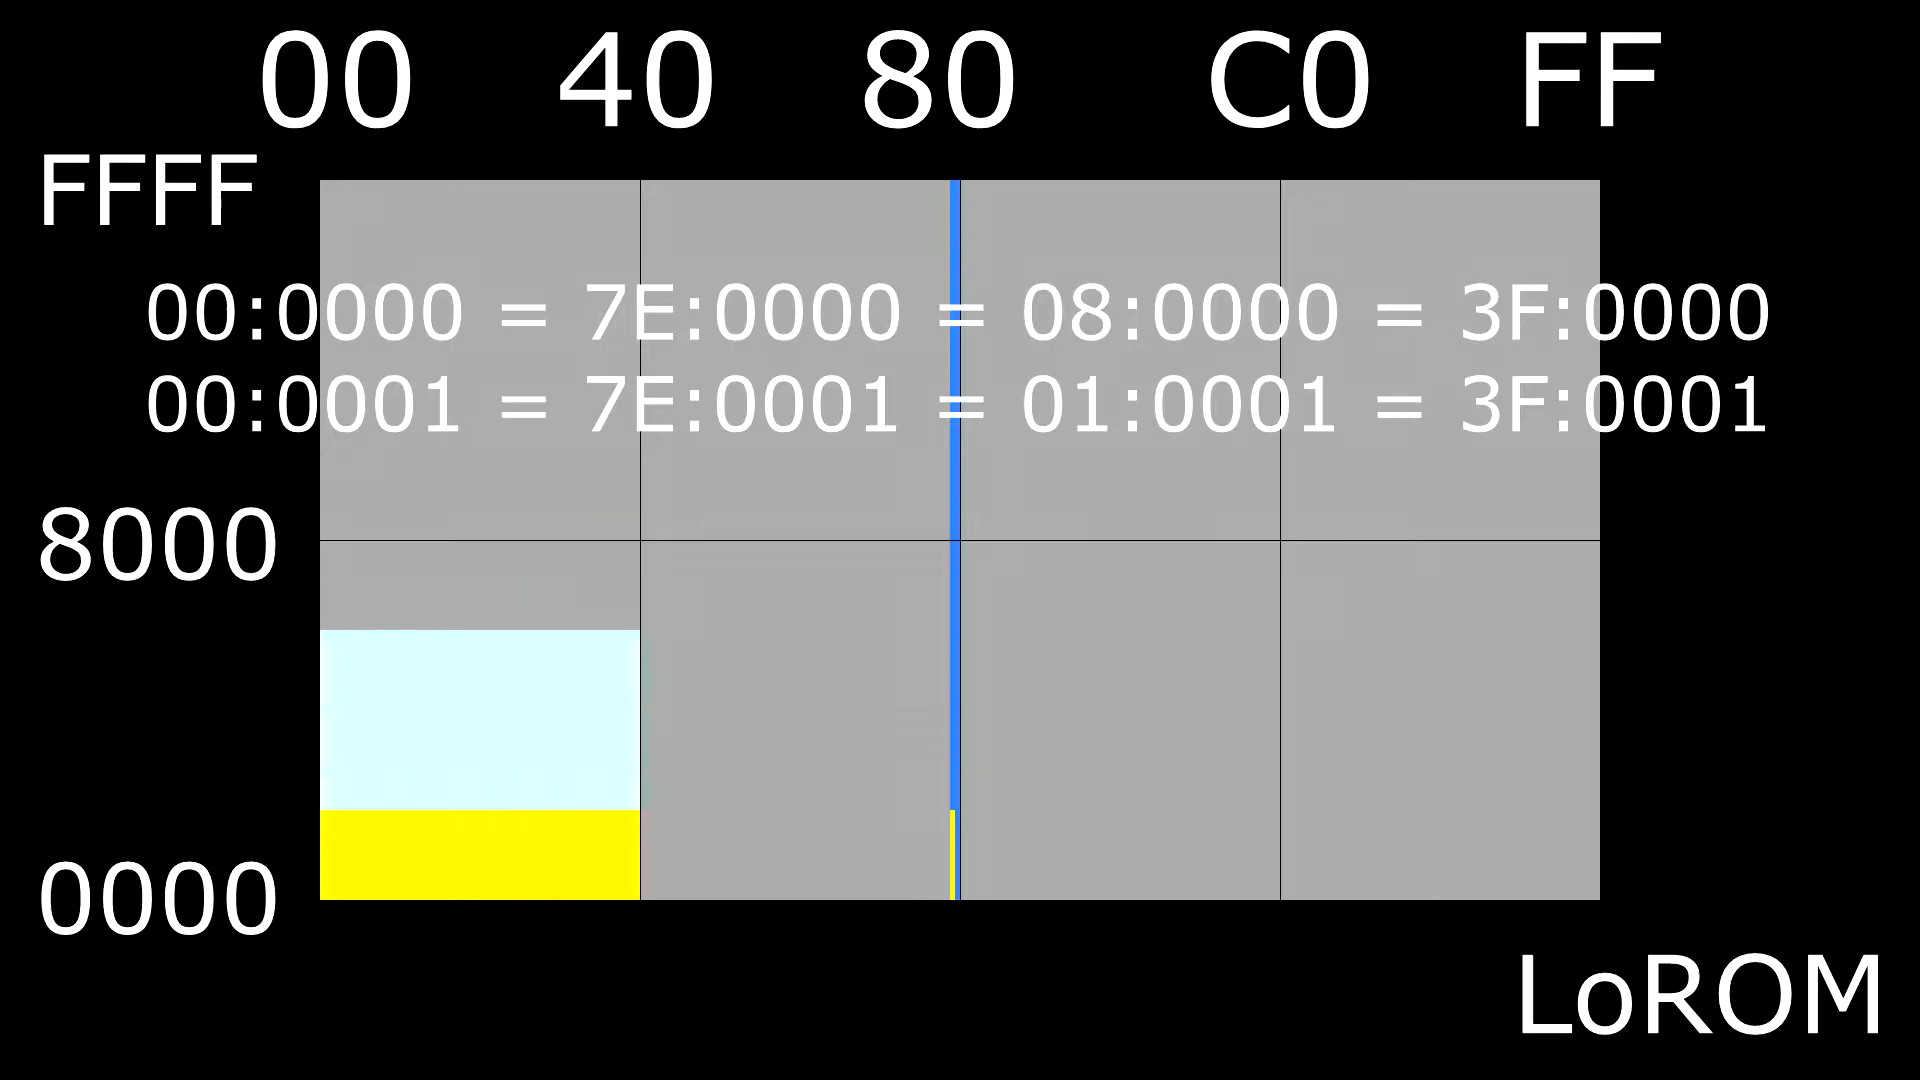 00 40 80 C0 FF
FFFF
00:0000 = 7E:0000 = 08:0000 = 3F:0000
00:0001 = 7E:0001 = 01:0001 = 3F:0001
8000
0000
LoROM